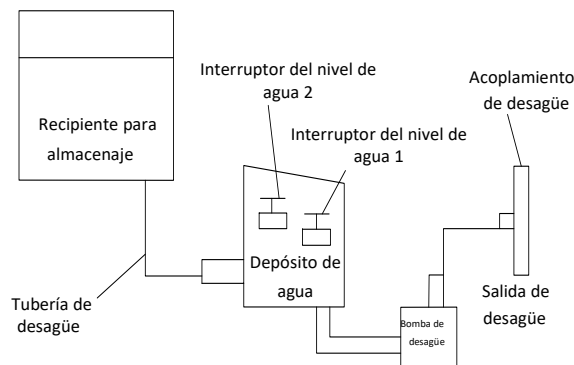 Interruptor del nivel de
agua 2
Acoplamiento
de desagüe
Recipiente para
almacenaje
Interruptor del nivel de
agua 1
Depósito de
agua
Tubería de
desagüe
Bomba de
desagüe
Salida de
desagüe